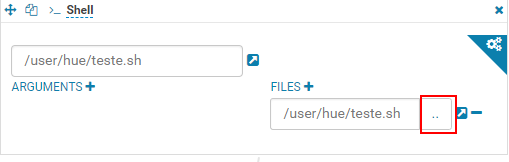 Shell
/user/hue/teste.sh
ARGUMENTS
FILES
/user/hue/teste.sh ..